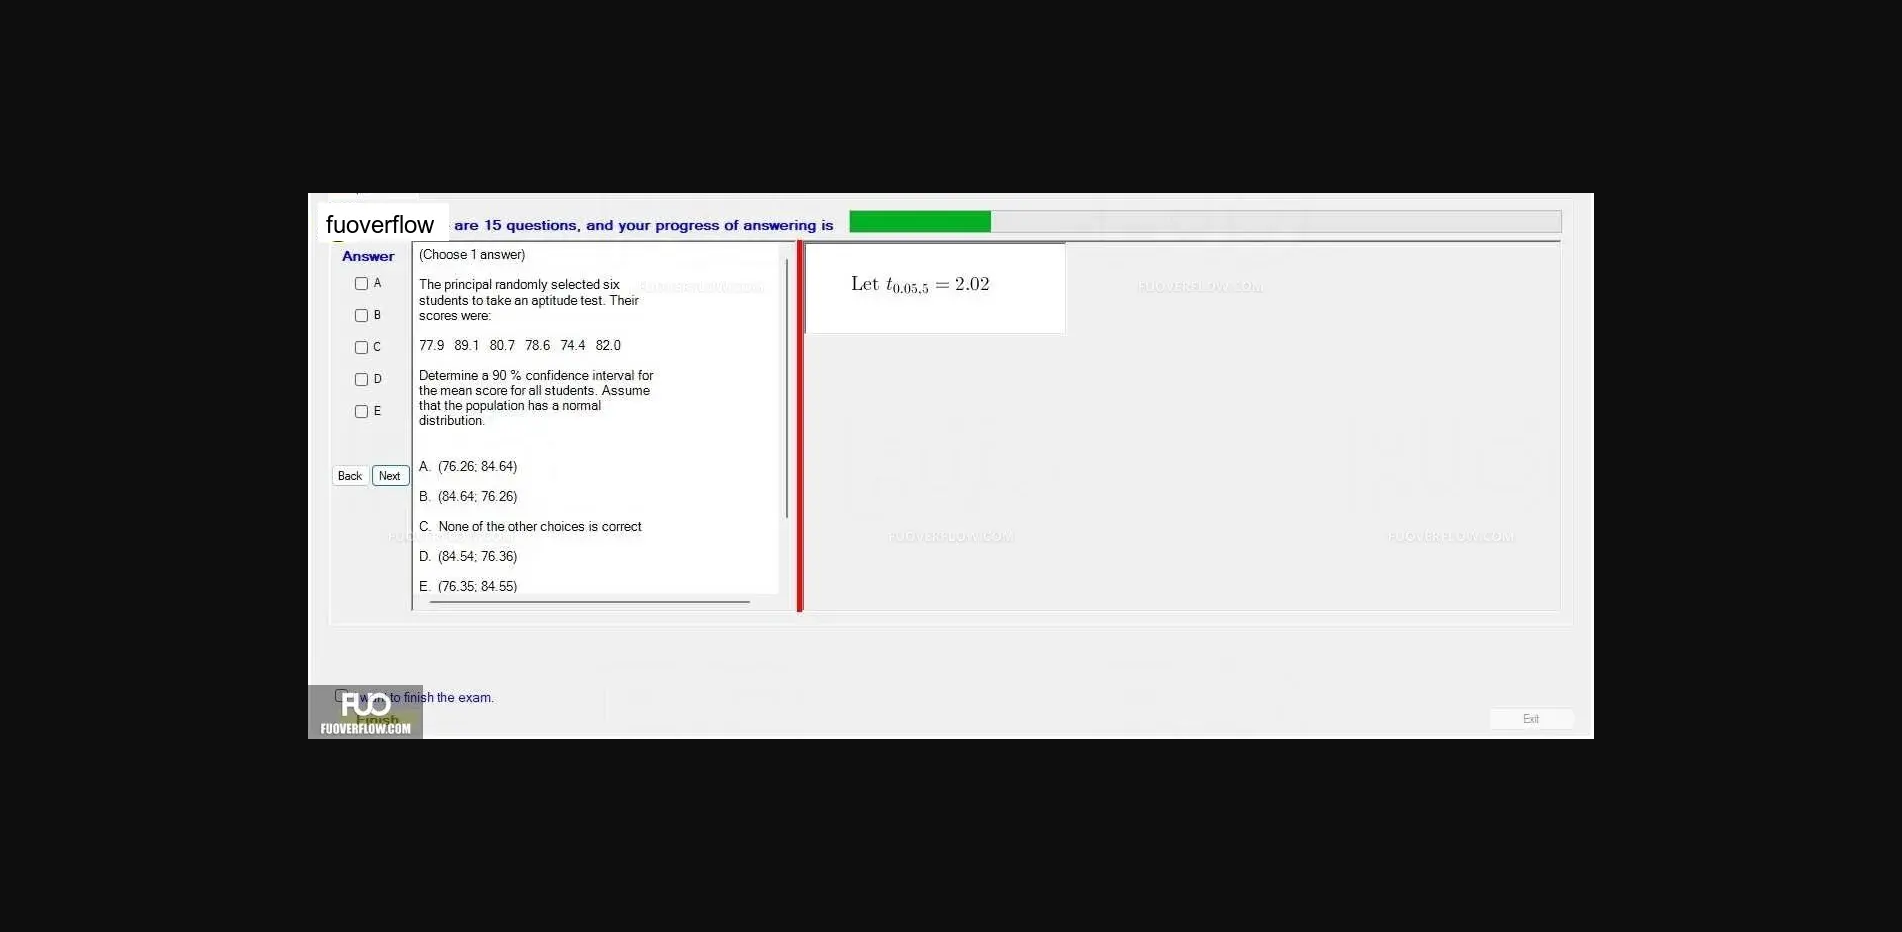 fuoverflow are 15 questions, and your progress of answering is
Answer
A
B
C
D
E
Back Next
(Choose 1 answer)
The principal randomly selected six
students to take an aptitude test. Their
scores were:
77.9 89.1 80.7 78.6 74.4 82.0
Determine a 90 % confidence interval for
the mean score for all students. Assume
that the population has a normal
distribution.
A. (76.26; 84.64)
B. (84.64; 76.26)
C. None of the other choices is correct
D. (84.54; 76.36)
E. (76.35; 84.55)
Let t0.05,5 = 2.02
FUOVERFLOW.COM
FUOVERFLOW.COM
FUOVERFLOW.COM
FUOVERFLOW.COM
I want to finish the exam.
Finish
FUO
FUOVERFLOW.COM
Exit